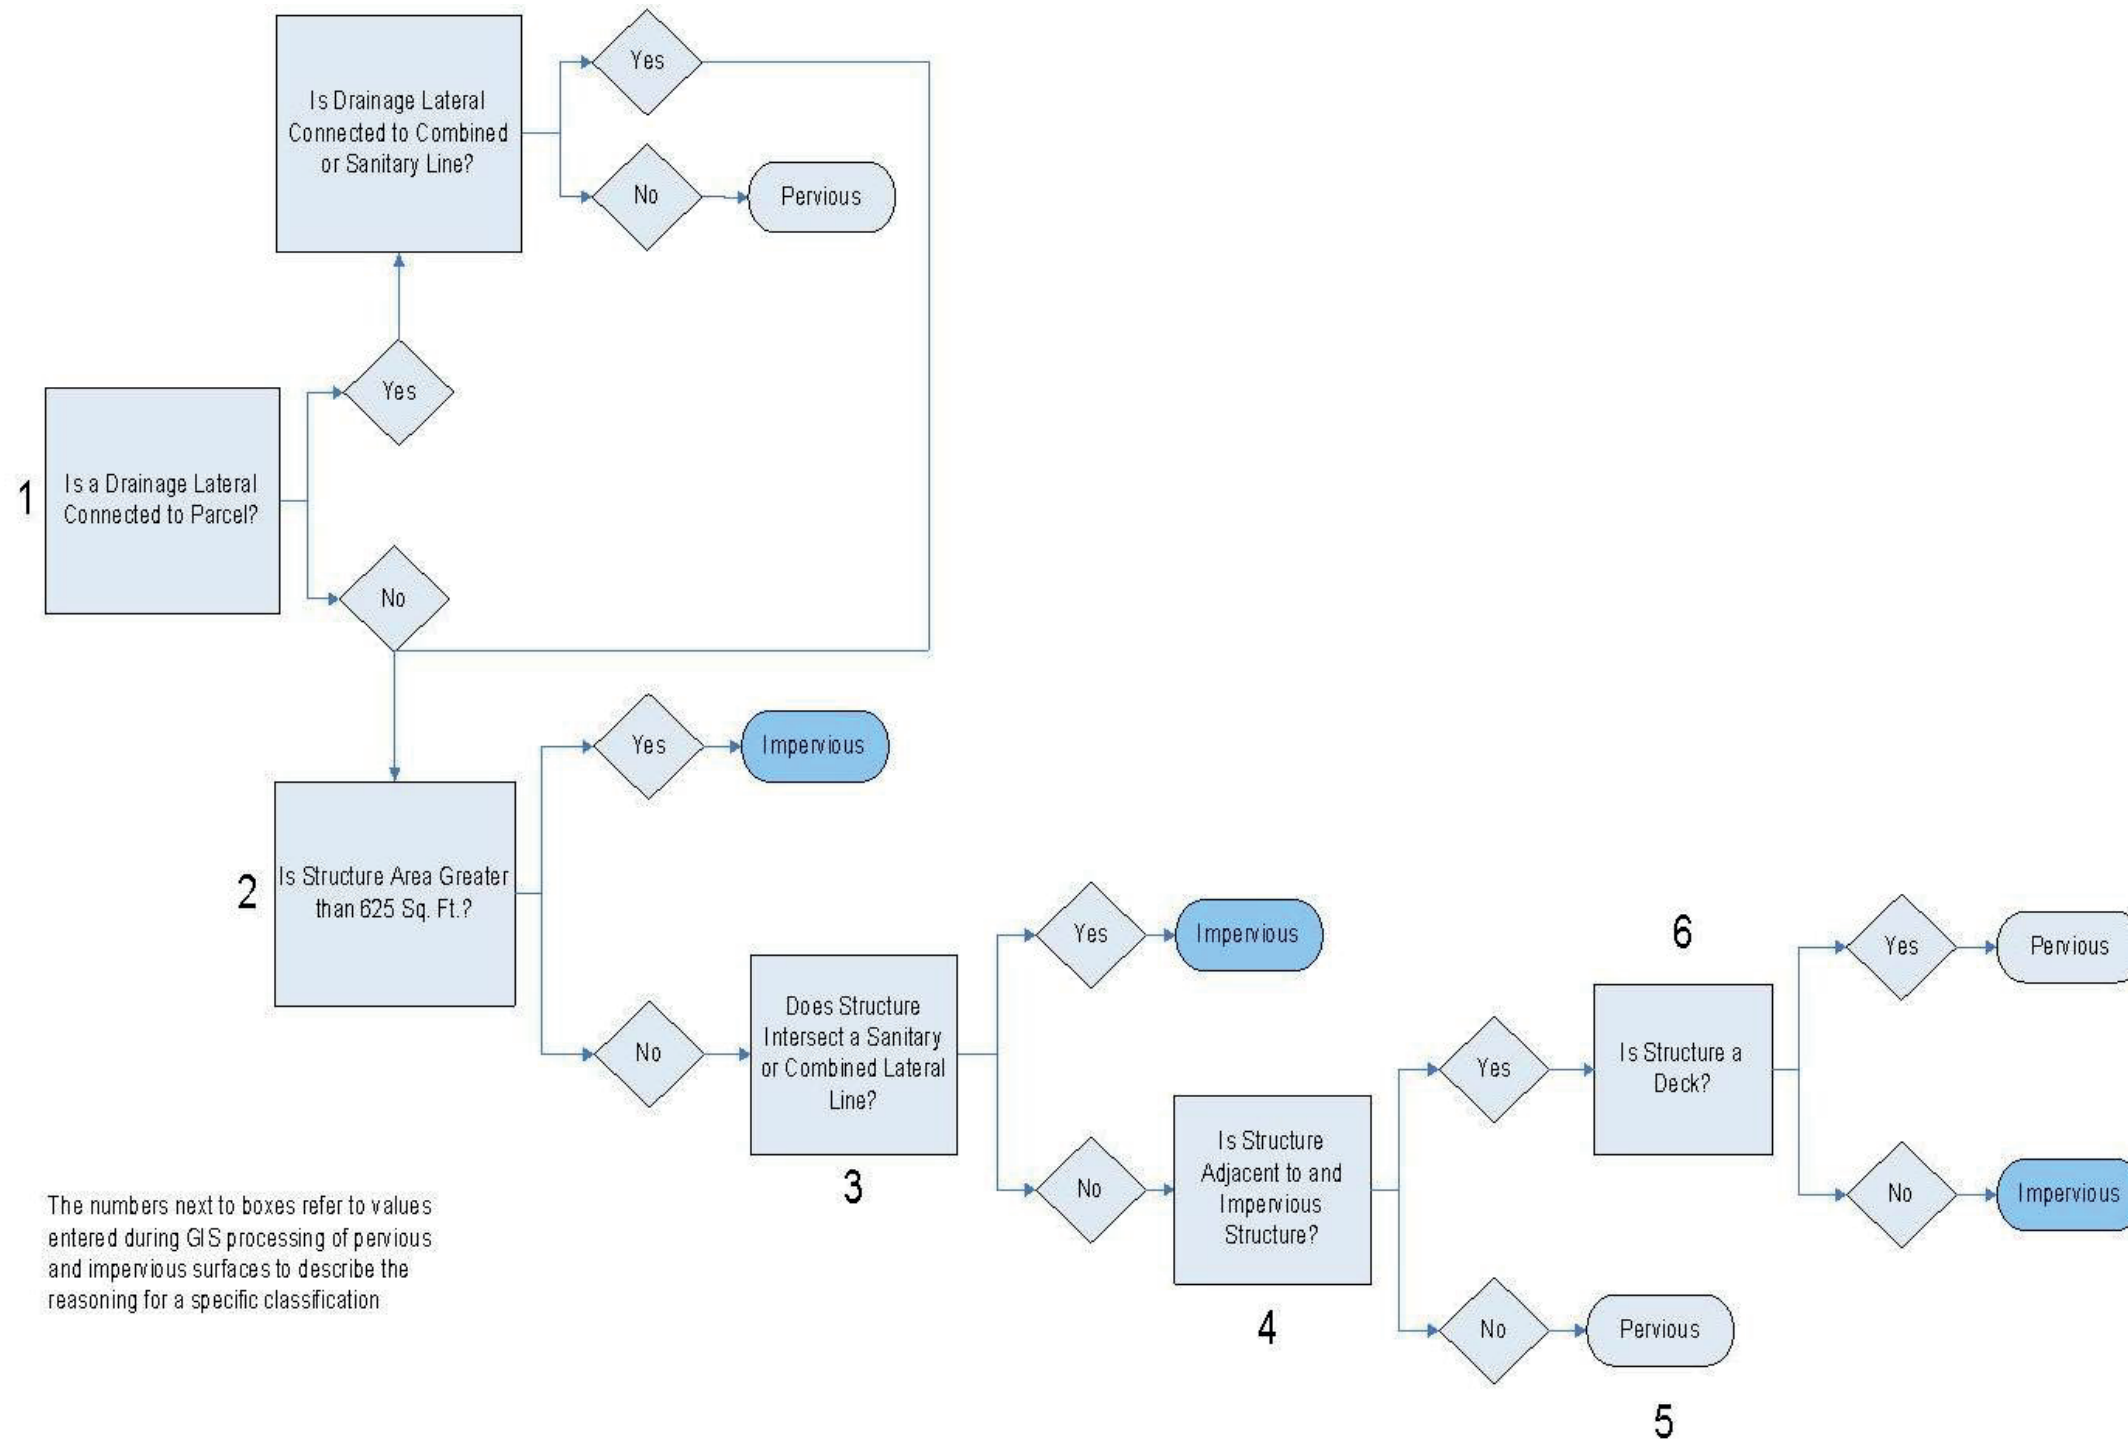 Is Drainage Lateral
Connected to Combined
or Sanitary Line?
Yes
No
Pervious
Yes
1
Is a Drainage Lateral
Connected to Parcel?
No
2
Is Structure Area Greater
than 625 Sq. Ft.?
Yes
Impervious
No
Does Structure
Intersect a Sanitary
or Combined Lateral
Line?
3
Yes
Impervious
No
Is Structure
Adjacent to and
Impervious
Structure?
4
Yes
6
Is Structure a
Deck?
Yes
Pervious
No
Impervious
No
Pervious
5
The numbers next to boxes refer to values
entered during GIS processing of pervious
and impervious surfaces to describe the
reasoning for a specific classification